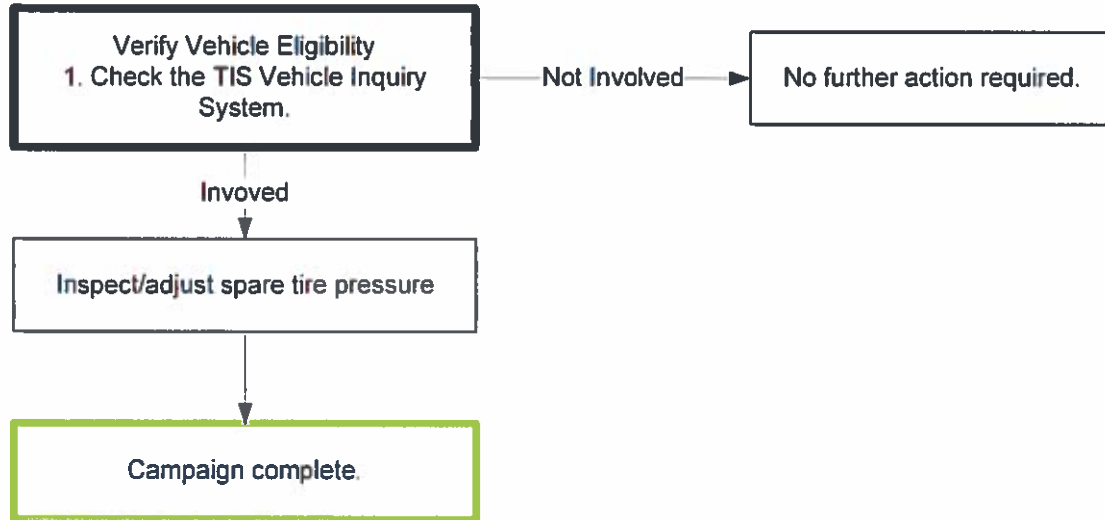 Verify Vehicle Eligibility
1. Check the TIS Vehicle Inquiry
System.
Not Involved
No further action required.
Invoved
Inspect/adjust spare tire pressure
Campaign complete.